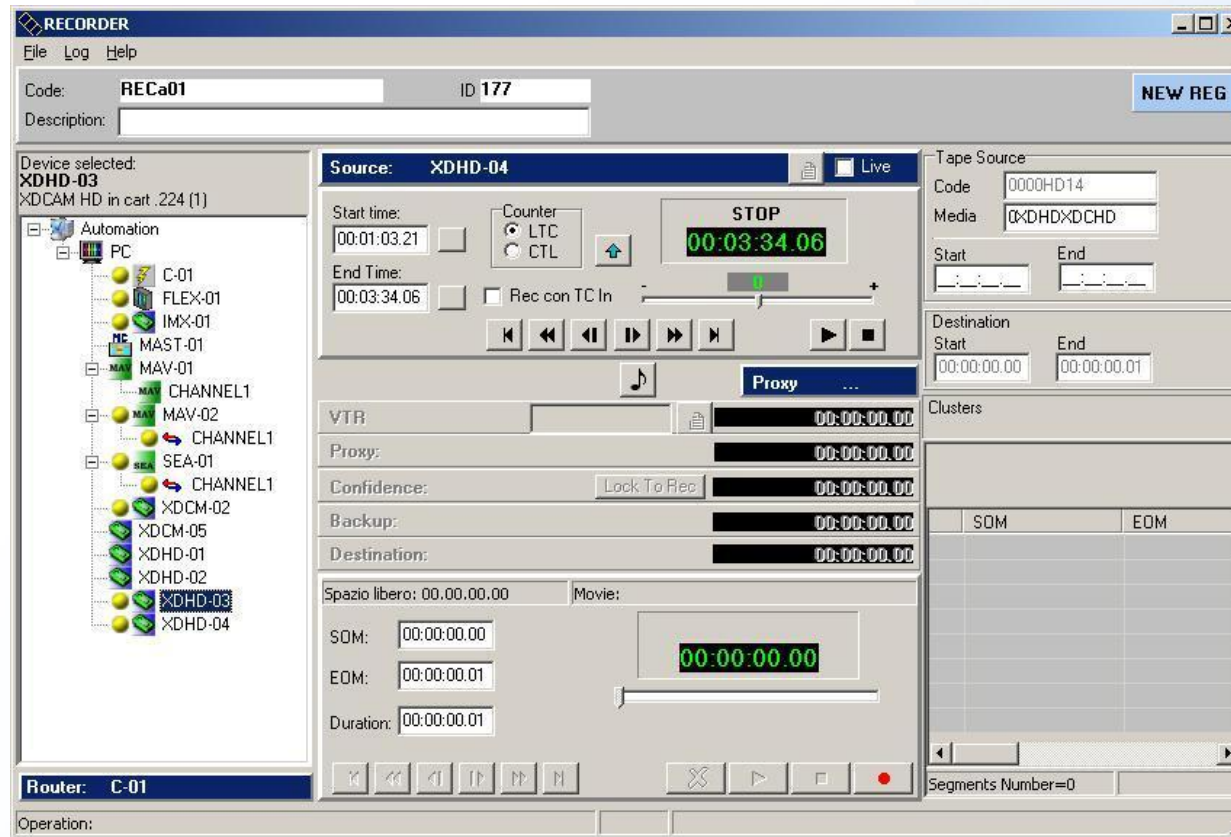 RECORDER
File Log Help
Code: RECa01 ID 177
NEW REG
Description:
Device selected:
XDHD-03
XDCAM HD in cart .224 (1)
Automation
PC
C-01
FLEX-01
IMX-01
MAST-01
MAV-01
CHANNEL1
MAV-02
CHANNEL1
SEA-01
CHANNEL1
XDCM-02
XDCM-05
XDHD-01
XDHD-02
XDHD-03
XDHD-04
Router: C-01
Source: XDHD-04
Live
Start time:
00:01:03.21
End Time:
00:03:34.06
Counter
LTC
CTL
Rec con TC In
STOP
00:03:34.06
- 0 +
Proxy ...
VTR 00:00:00.00
Proxy: 00:00:00.00
Confidence: Lock To Rec 00:00:00.00
Backup: 00:00:00.00
Destination: 00:00:00.00
Spazio libero: 00.00.00.00 Movie:
SOM: 00:00:00.00
EOM: 00:00:00.01
Duration: 00:00:00.01
00:00:00.00
Tape Source
Code 0000HD14
Media 0XDHDXDCHD
Start End
__:__:__.__ __:__:__.__
Destination
Start End
00:00:00.00 00:00:00.01
Clusters
SOM EOM
Segments Number=0
Operation: